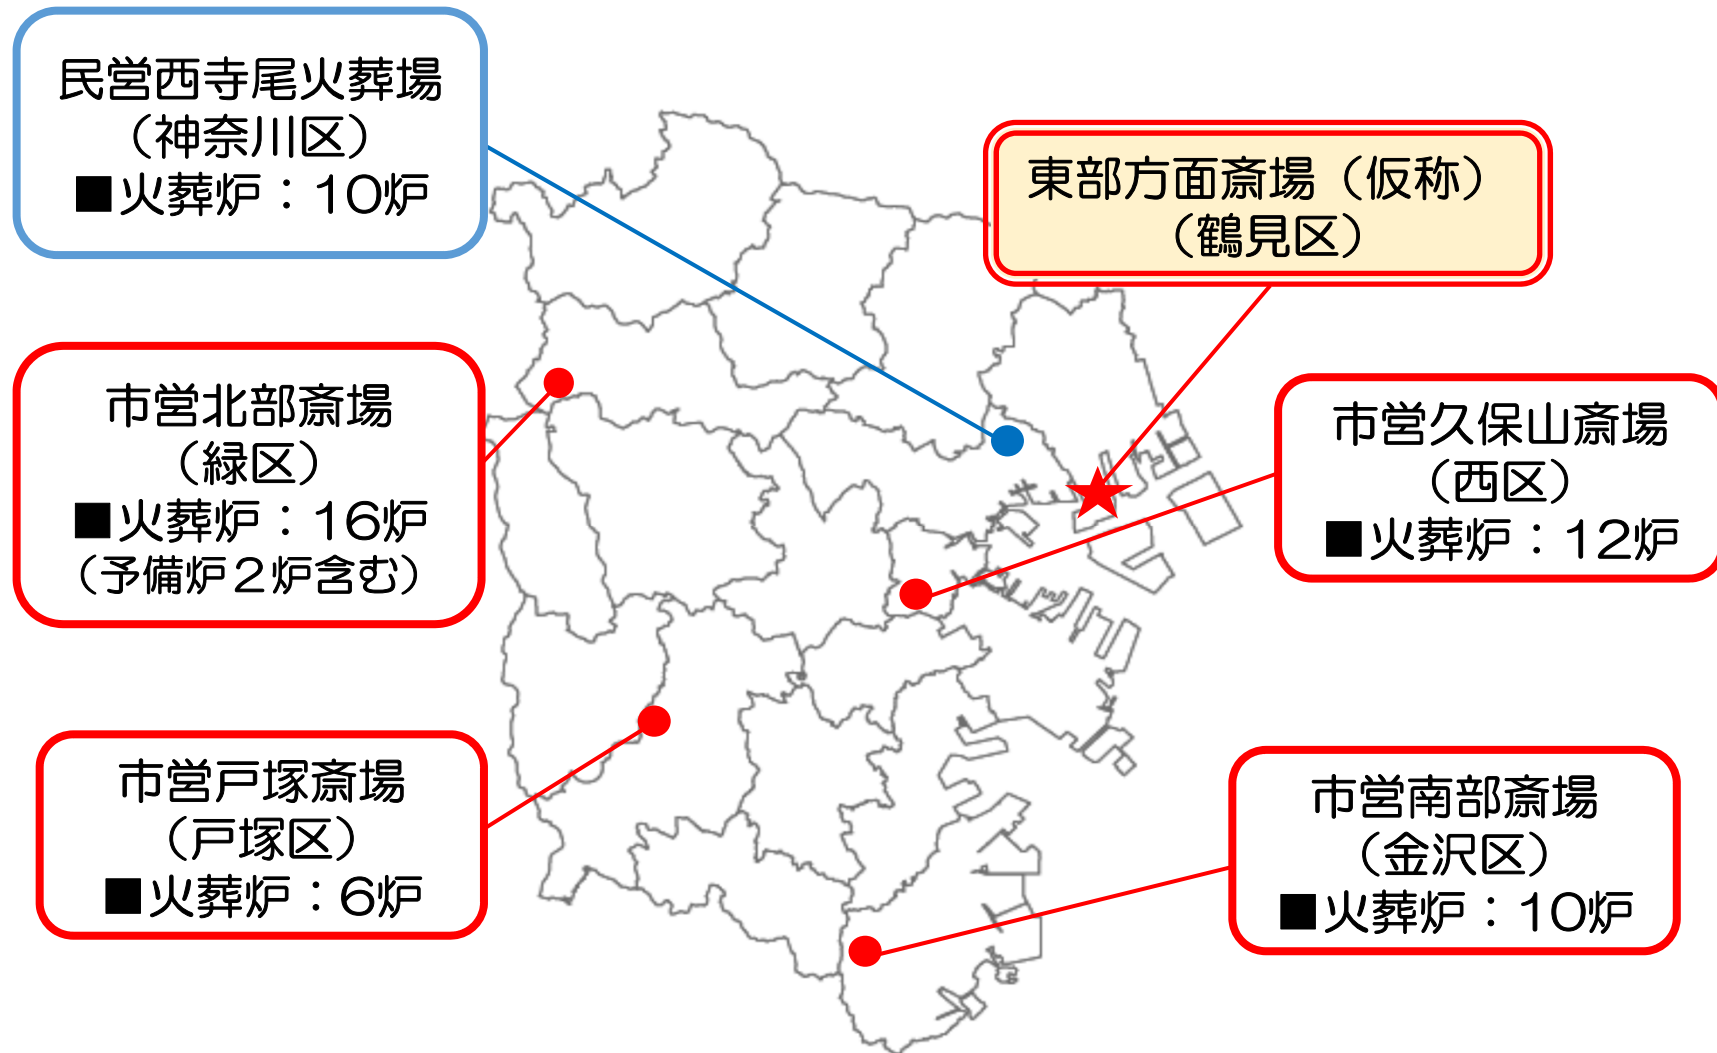 民営西寺尾火葬場
（神奈川区）
■火葬炉：10炉
東部方面斎場（仮称）
（鶴見区）
市営北部斎場
（緑区）
■火葬炉：16炉
（予備炉２炉含む）
市営久保山斎場
（西区）
■火葬炉：12炉
市営戸塚斎場
（戸塚区）
■火葬炉：6炉
市営南部斎場
（金沢区）
■火葬炉：10炉